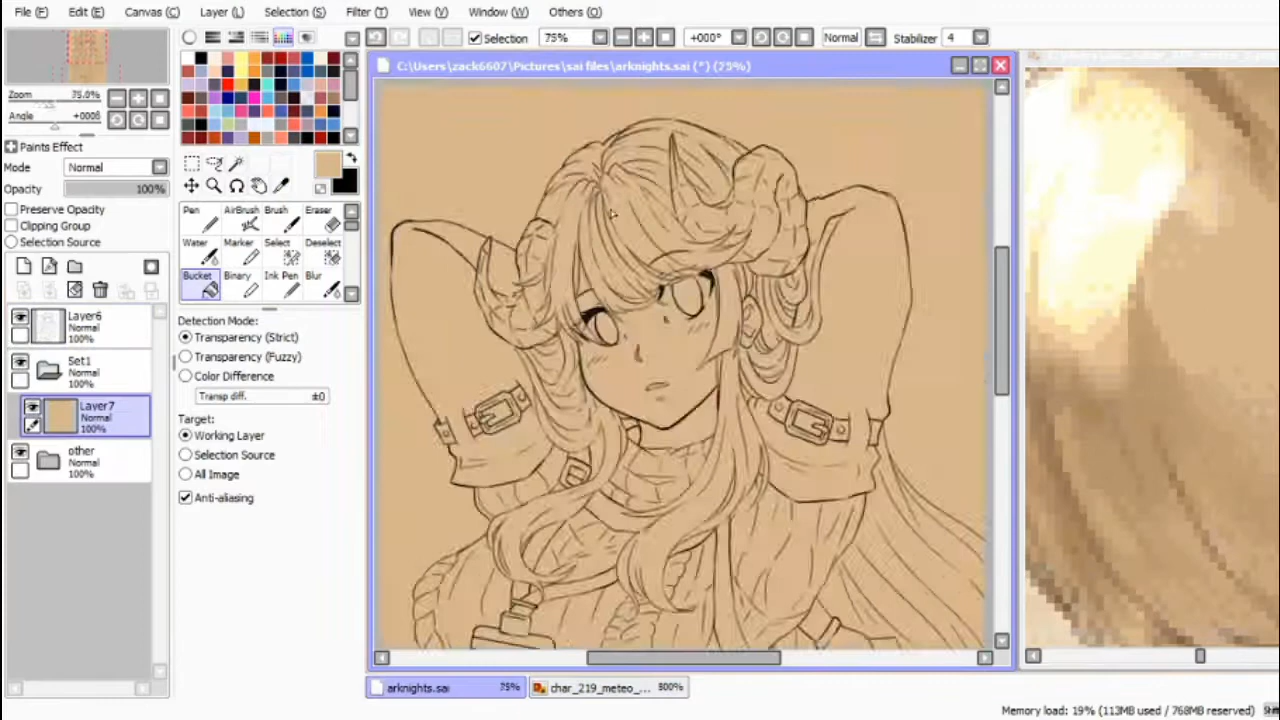 File (F) Edit (E) Canvas (C) Layer (L) Selection (S) Filter (T) View (V) Window (W) Others (O)
Selection 75% +000° Normal Stabilizer 4
C:\Users\zack6607\Pictures\sai files\arknights.sai (*) (75%)
Zoom 75.0%
Angle +000°
Paints Effect
Mode Normal
Opacity 100%
Preserve Opacity
Clipping Group
Selection Source
Layer6
Normal
100%
Set1
Normal
100%
Layer7
Normal
100%
other
Normal
100%
Pen AirBrush Brush Eraser
Water Marker Select Deselect
Bucket Binary Ink Pen Blur
Detection Mode:
Transparency (Strict)
Transparency (Fuzzy)
Color Difference
Transp diff. ±0
Target:
Working Layer
Selection Source
All Image
Anti-aliasing
arknights.sai 75% char_219_meteo_... 800%
Memory load: 19% (113MB used / 768MB reserved)